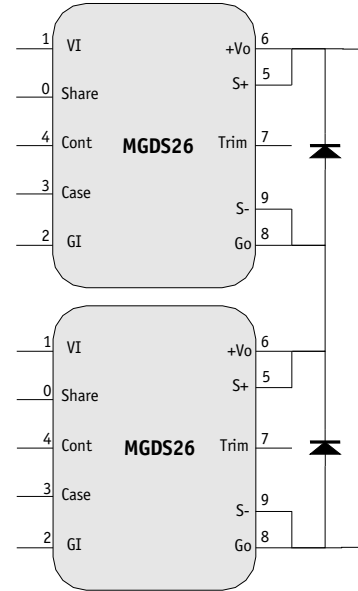 1 VI +Vo 6
S+ 5
0 Share
4 Cont MGDS26 Trim 7
3 Case
S- 9
2 GI Go 8
1 VI +Vo 6
S+ 5
0 Share
4 Cont MGDS26 Trim 7
3 Case
S- 9
2 GI Go 8